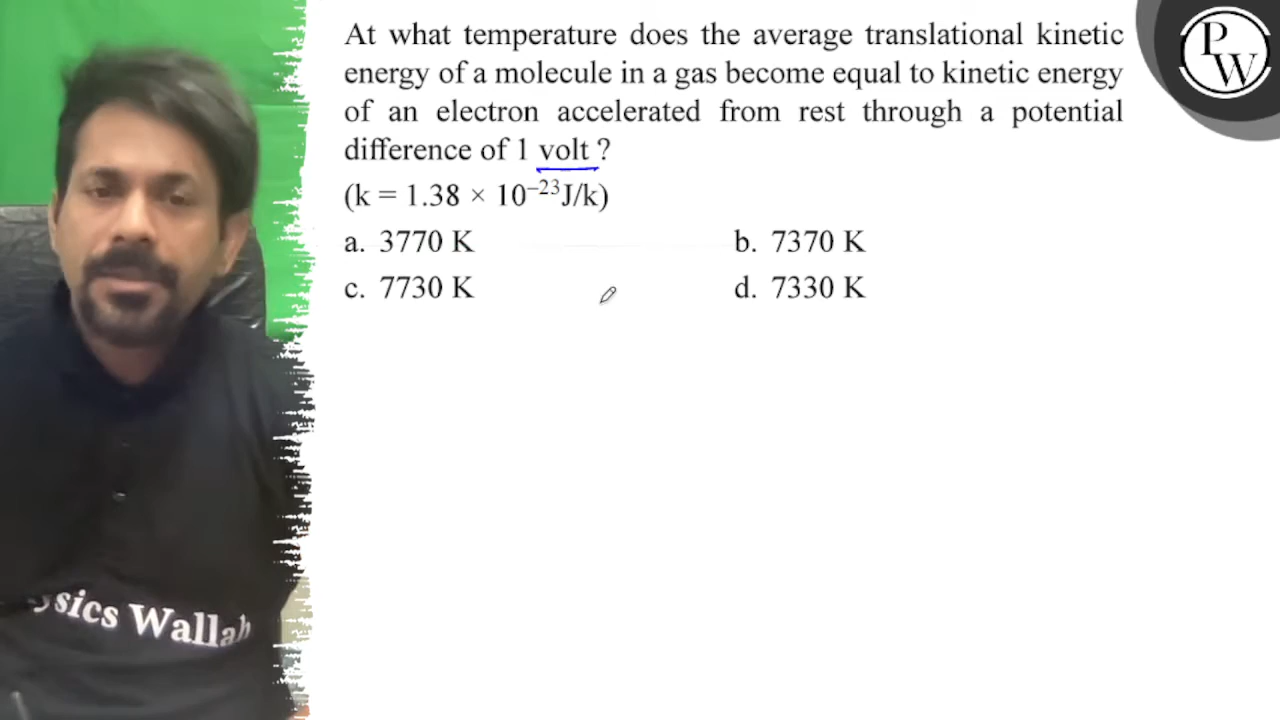 At what temperature does the average translational kinetic
energy of a molecule in a gas become equal to kinetic energy
of an electron accelerated from rest through a potential
difference of 1 volt ?
(k = 1.38 × 10⁻²³J/k)
a. 3770 K b. 7370 K
c. 7730 K d. 7330 K
P
W
ysics Wallah